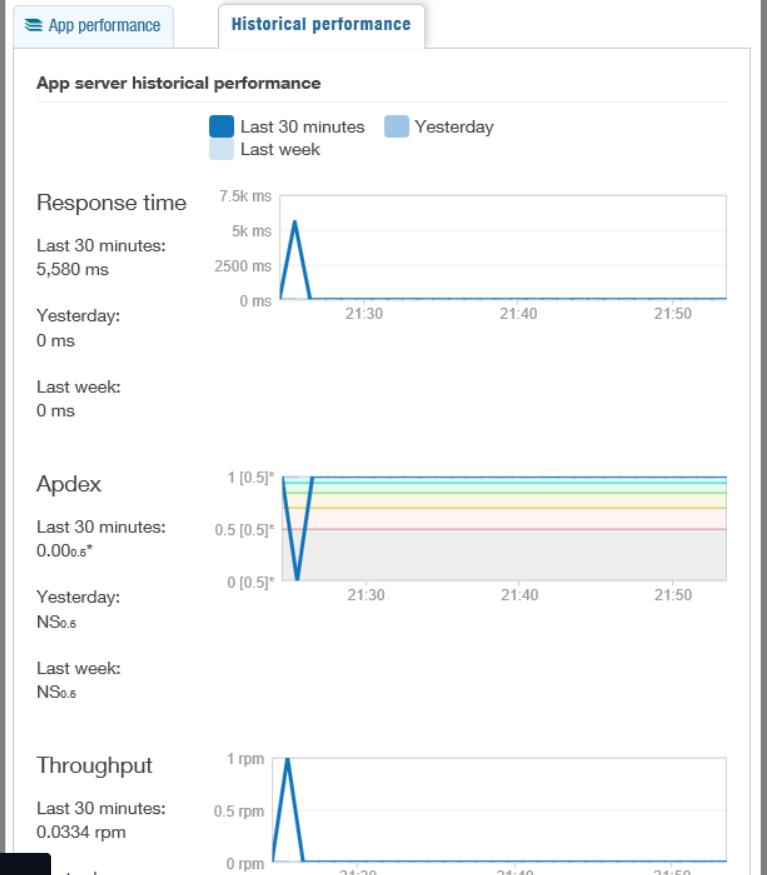 App performance
Historical performance
App server historical performance
Last 30 minutes
Yesterday
Last week
Response time
Last 30 minutes:
5,580 ms
Yesterday:
0 ms
Last week:
0 ms
7.5k ms
5k ms
2500 ms
0 ms
21:30 21:40 21:50
Apdex
Last 30 minutes:
0.000.5*
Yesterday:
NS0.5
Last week:
NS0.5
1 [0.5]*
0.5 [0.5]*
0 [0.5]*
21:30 21:40 21:50
Throughput
Last 30 minutes:
0.0334 rpm
1 rpm
0.5 rpm
0 rpm